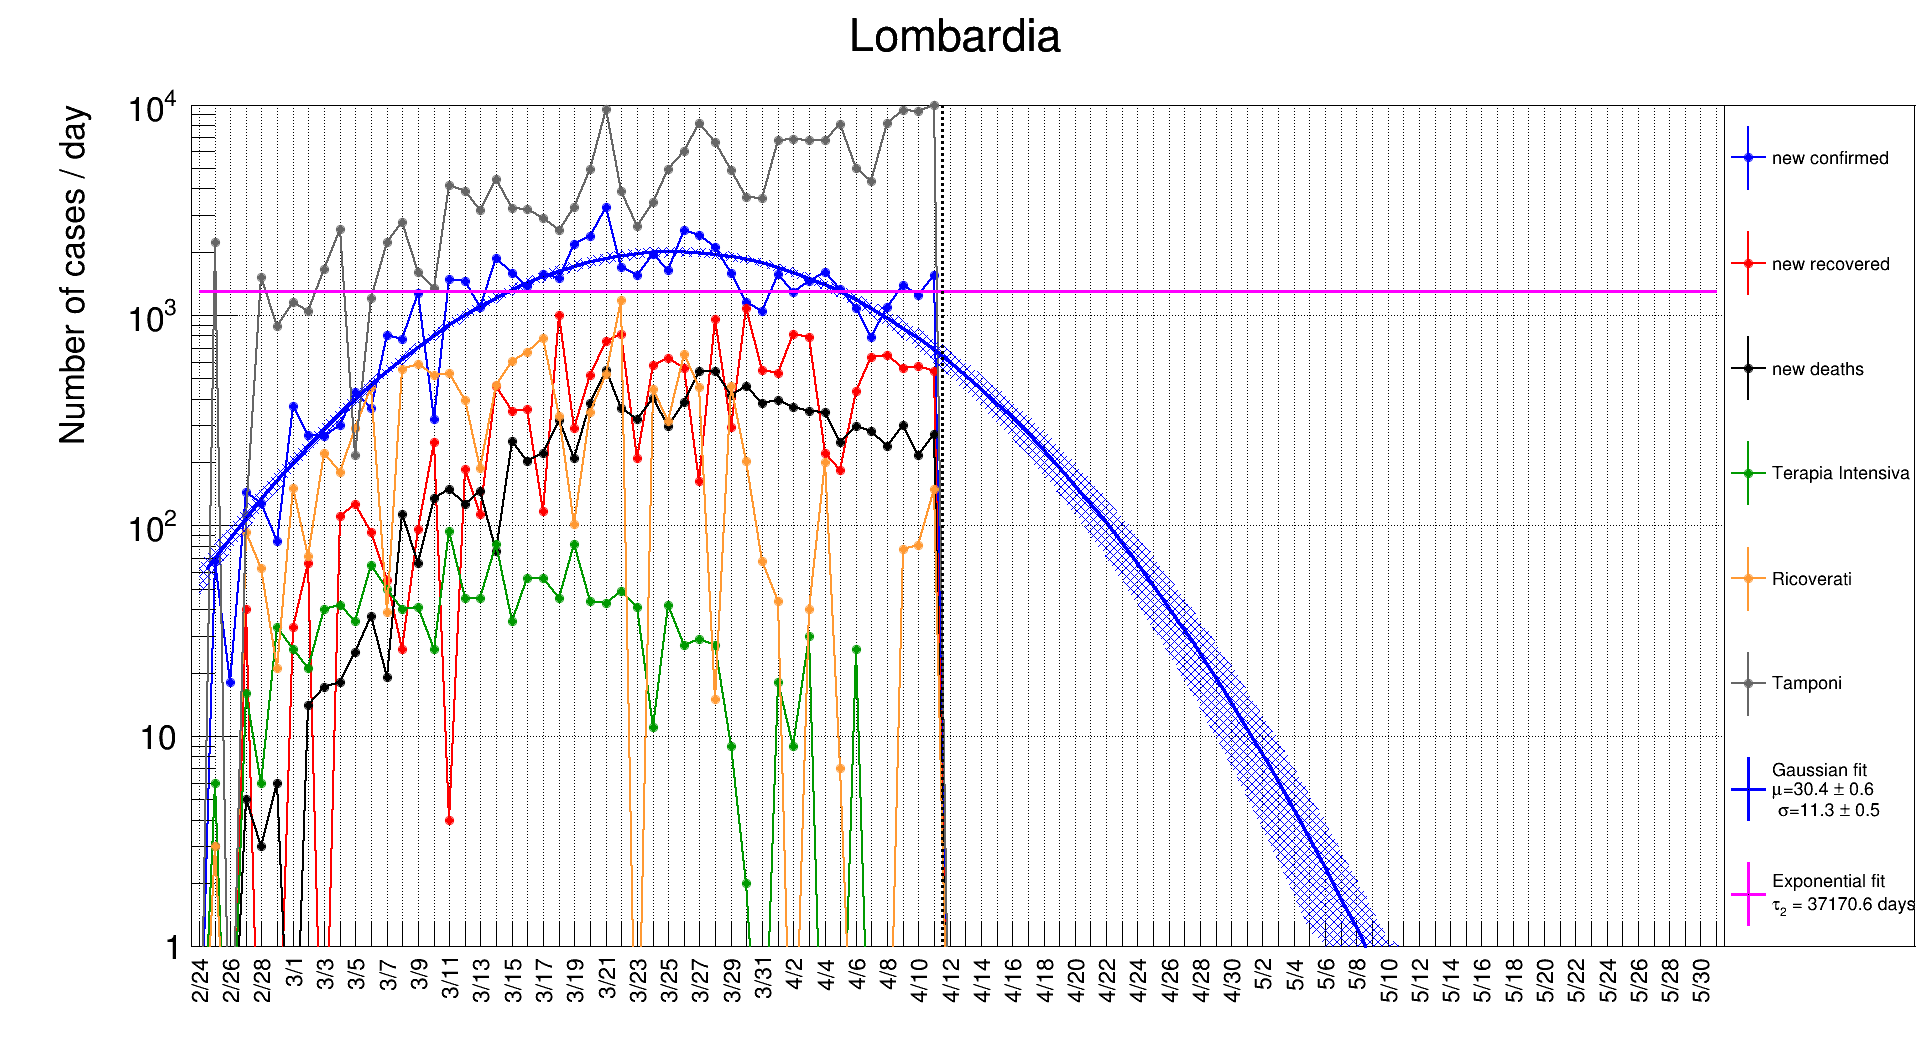 Lombardia
Number of cases / day
10^4
10^3
10^2
10
1
2/24 2/26 2/28 3/1 3/3 3/5 3/7 3/9 3/11 3/13 3/15 3/17 3/19 3/21 3/23 3/25 3/27 3/29 3/31 4/2 4/4 4/6 4/8 4/10 4/12 4/14 4/16 4/18 4/20 4/22 4/24 4/26 4/28 4/30 5/2 5/4 5/6 5/8 5/10 5/12 5/14 5/16 5/18 5/20 5/22 5/24 5/26 5/28 5/30
new confirmed
new recovered
new deaths
Terapia Intensiva
Ricoverati
Tamponi
Gaussian fit
μ=30.4 ± 0.6
σ=11.3 ± 0.5
Exponential fit
τ₂ = 37170.6 days